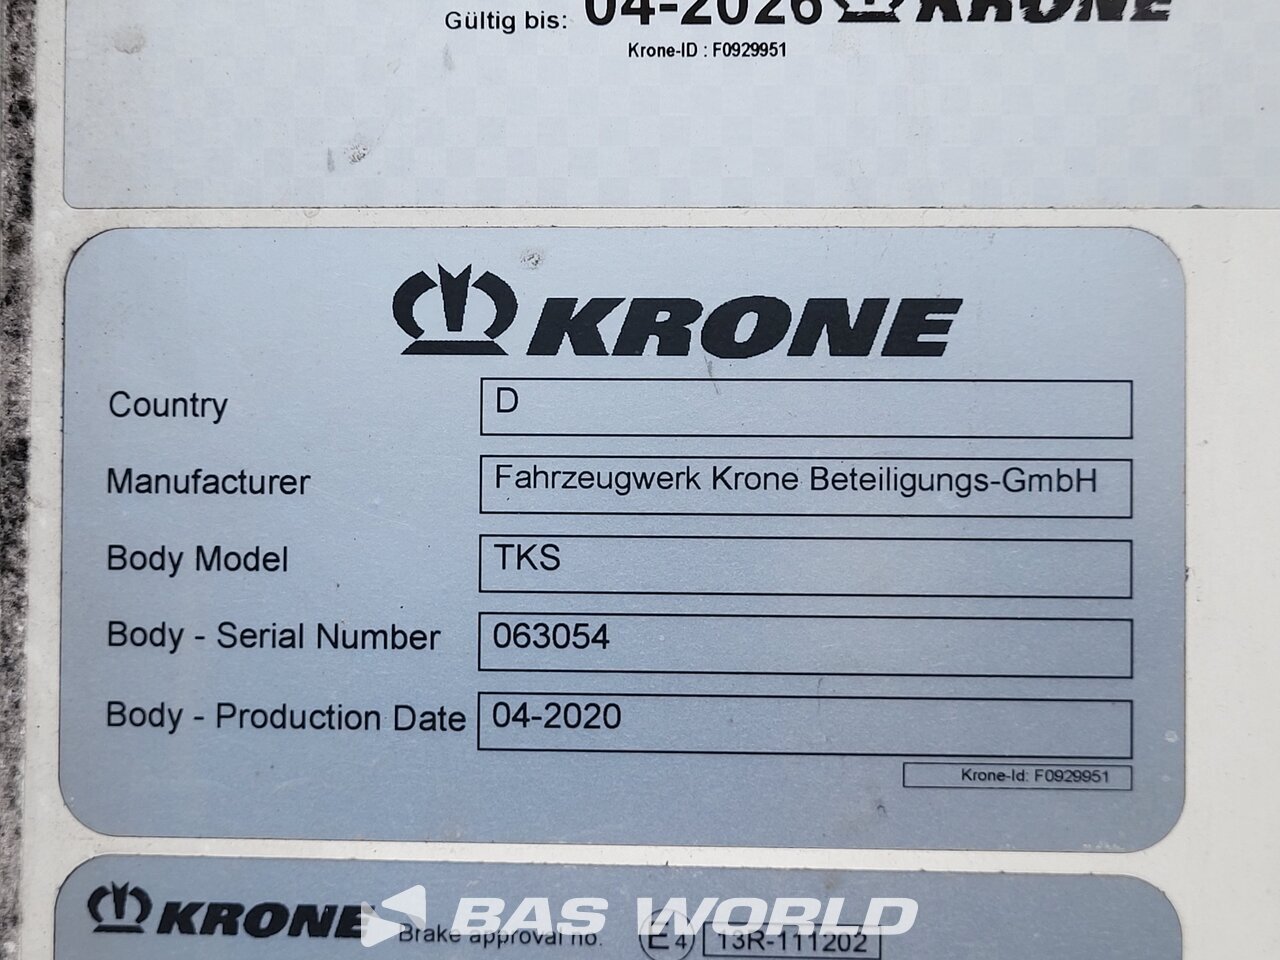 Gültig bis: 04-2026 KRONE
Krone-ID : F0929951
KRONE
Country D
Manufacturer Fahrzeugwerk Krone Beteiligungs-GmbH
Body Model TKS
Body - Serial Number 063054
Body - Production Date 04-2020
Krone-Id: F0929951
KRONE Brake approval no. E4 13R-111202
BAS WORLD